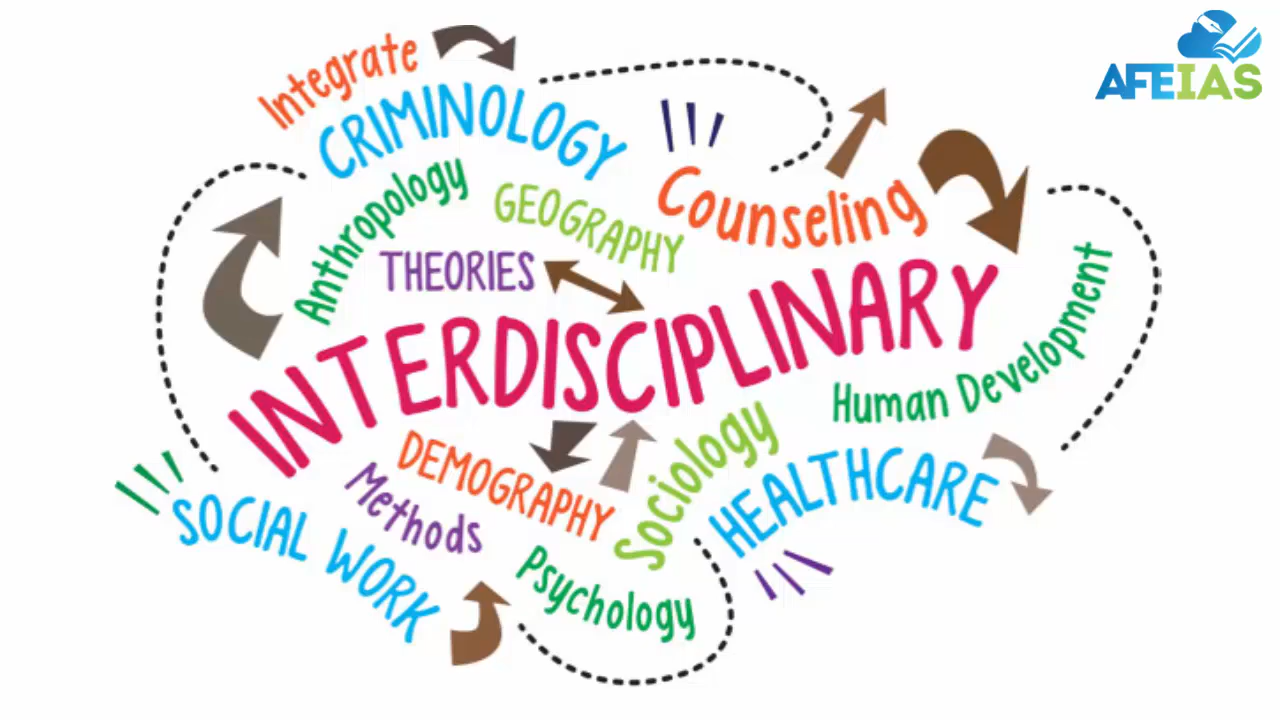 AFEIAS
Integrate
CRIMINOLOGY
Anthropology
GEOGRAPHY
Counseling
THEORIES
INTERDISCIPLINARY
Human Development
DEMOGRAPHY
Sociology
HEALTHCARE
Methods
SOCIAL WORK
Psychology